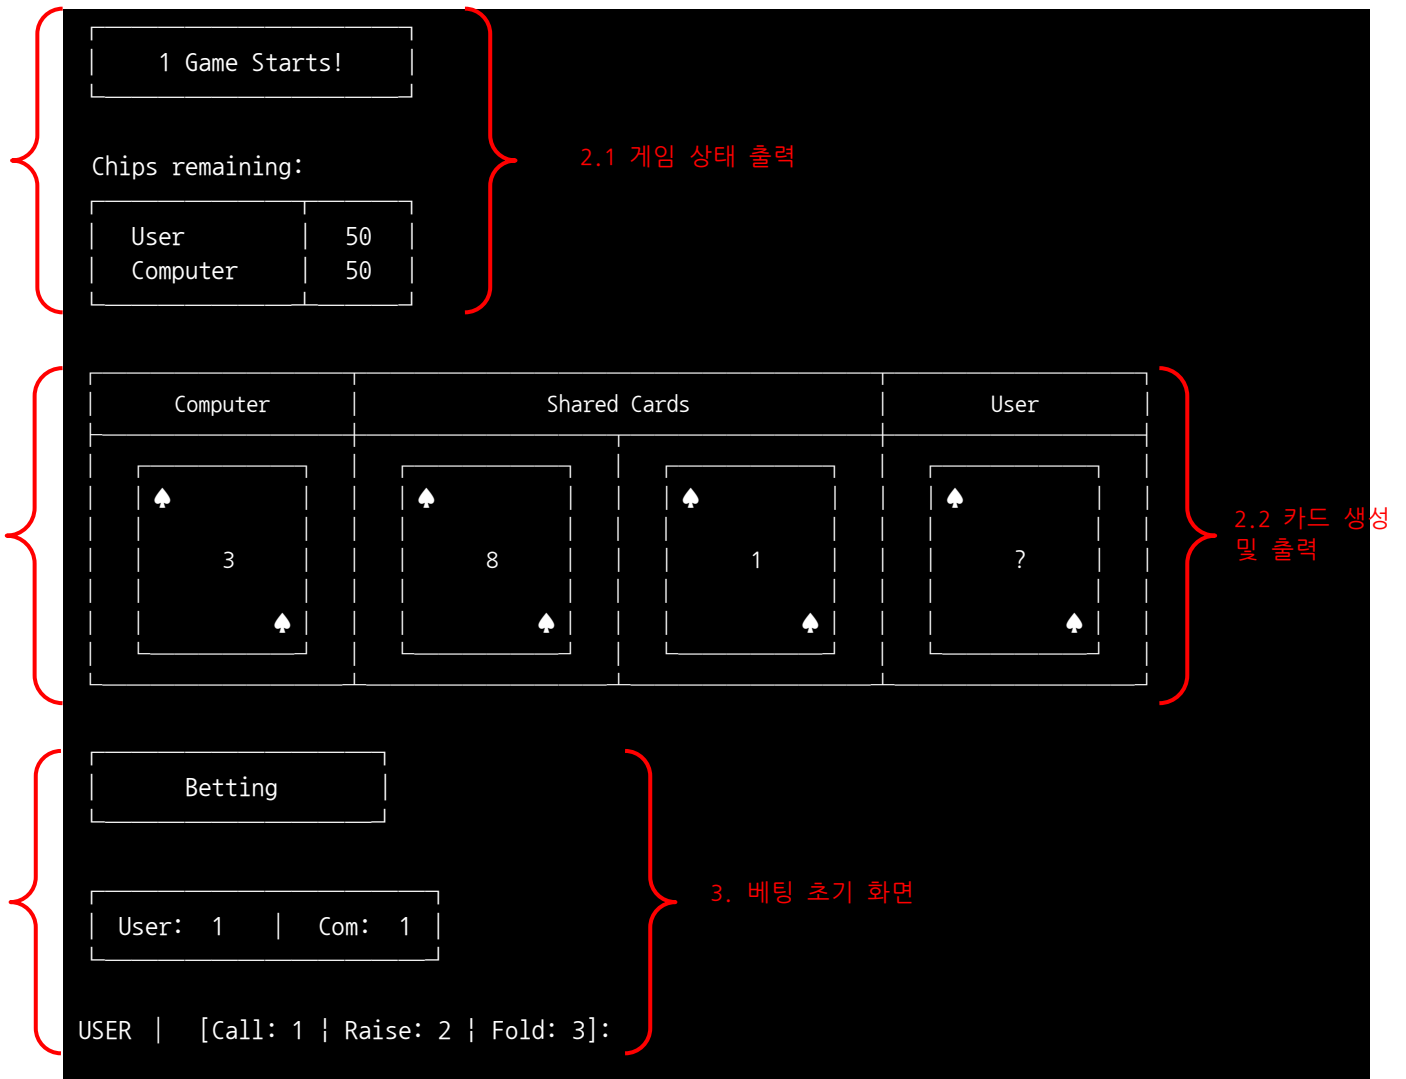 1 Game Starts!
2.1 게임 상태 출력
Chips remaining:
User 50
Computer 50
Computer Shared Cards User
♠ ♠ ♠ ♠
3 8 1 ?
♠ ♠ ♠ ♠
2.2 카드 생성
및 출력
Betting
3. 베팅 초기 화면
User: 1 | Com: 1
USER | [Call: 1 ¦ Raise: 2 ¦ Fold: 3]: